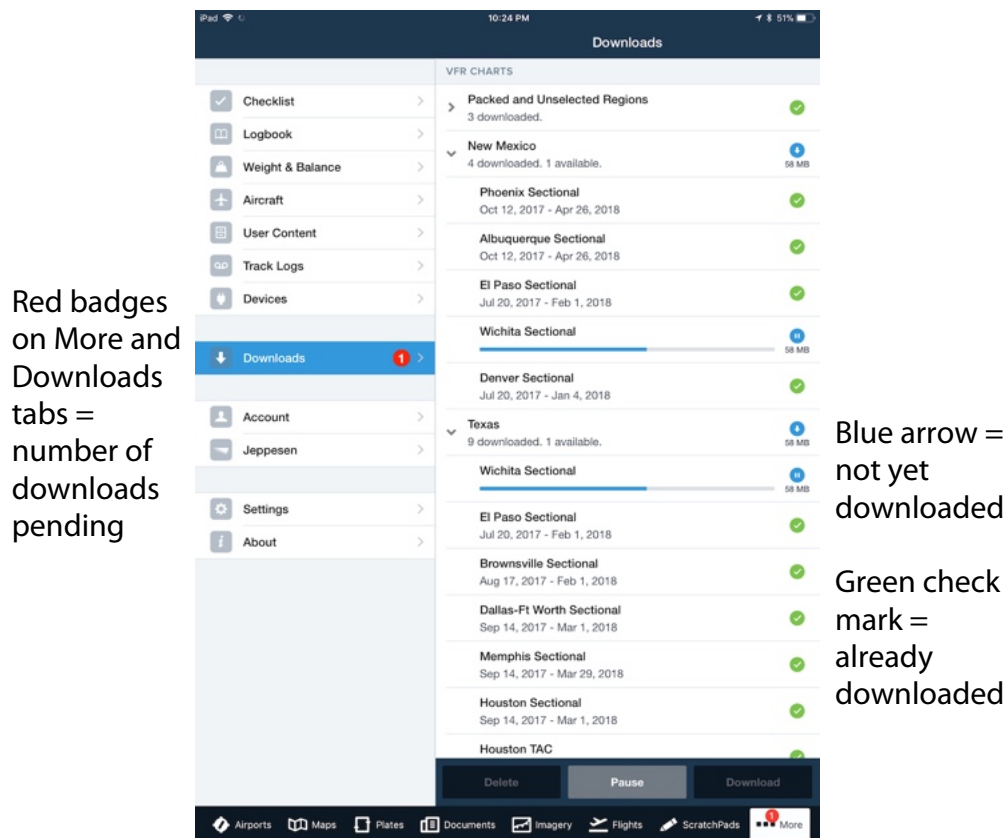 iPad
10:24 PM
51%
Downloads
VFR CHARTS
Checklist
Logbook
Weight & Balance
Aircraft
User Content
Track Logs
Devices
Downloads 1
Account
Jeppesen
Settings
About
Packed and Unselected Regions
3 downloaded.
New Mexico
4 downloaded. 1 available.
58 MB
Phoenix Sectional
Oct 12, 2017 - Apr 26, 2018
Albuquerque Sectional
Oct 12, 2017 - Apr 26, 2018
El Paso Sectional
Jul 20, 2017 - Feb 1, 2018
Wichita Sectional
58 MB
Denver Sectional
Jul 20, 2017 - Jan 4, 2018
Texas
9 downloaded. 1 available.
58 MB
Wichita Sectional
58 MB
El Paso Sectional
Jul 20, 2017 - Feb 1, 2018
Brownsville Sectional
Aug 17, 2017 - Feb 1, 2018
Dallas-Ft Worth Sectional
Sep 14, 2017 - Mar 1, 2018
Memphis Sectional
Sep 14, 2017 - Mar 29, 2018
Houston Sectional
Sep 14, 2017 - Mar 1, 2018
Houston TAC
Delete Pause Download
Airports Maps Plates Documents Imagery Flights ScratchPads 1 More
Red badges
on More and
Downloads
tabs =
number of
downloads
pending
Blue arrow =
not yet
downloaded
Green check
mark =
already
downloaded